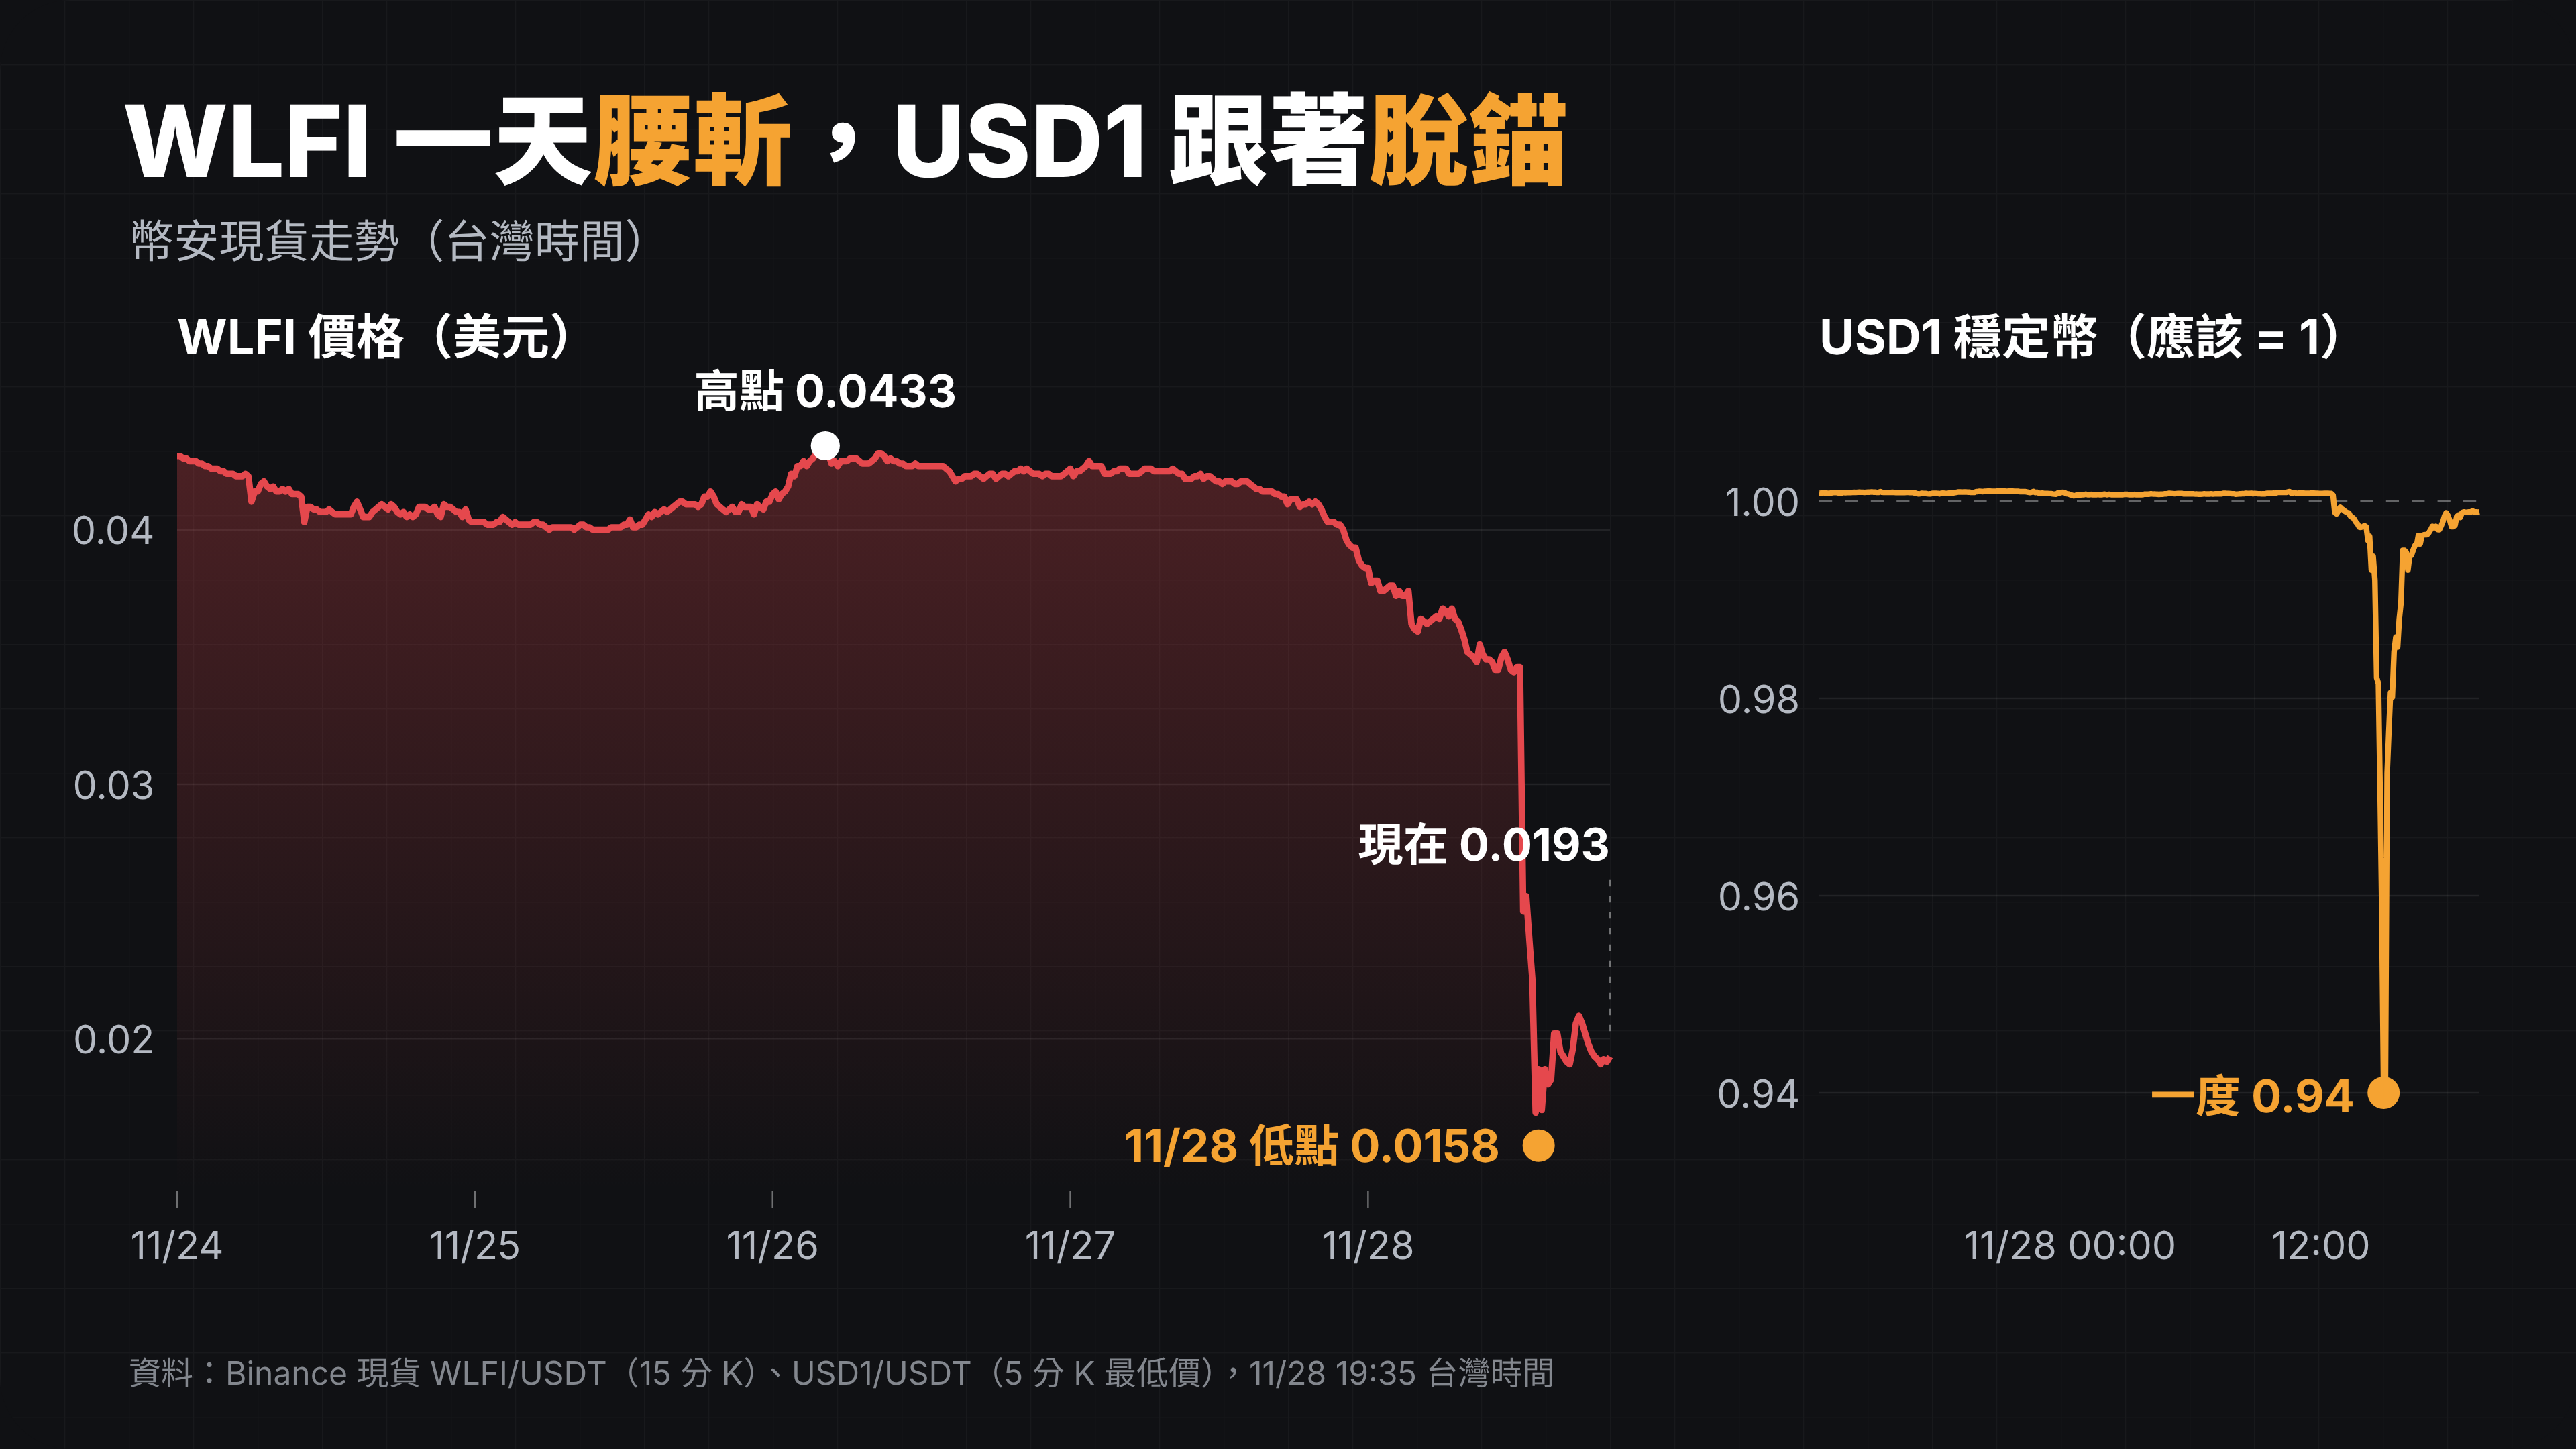 WLFI 一天腰斬，USD1 跟著脫錨
幣安現貨走勢（台灣時間）
WLFI 價格（美元）
高點 0.0433
0.04
0.03
0.02
現在 0.0193
11/28 低點 0.0158
11/24
11/25
11/26
11/27
11/28
USD1 穩定幣（應該 = 1）
1.00
0.98
0.96
0.94
一度 0.94
11/28 00:00
12:00
資料：Binance 現貨 WLFI/USDT（15 分 K）、USD1/USDT（5 分 K 最低價），11/28 19:35 台灣時間